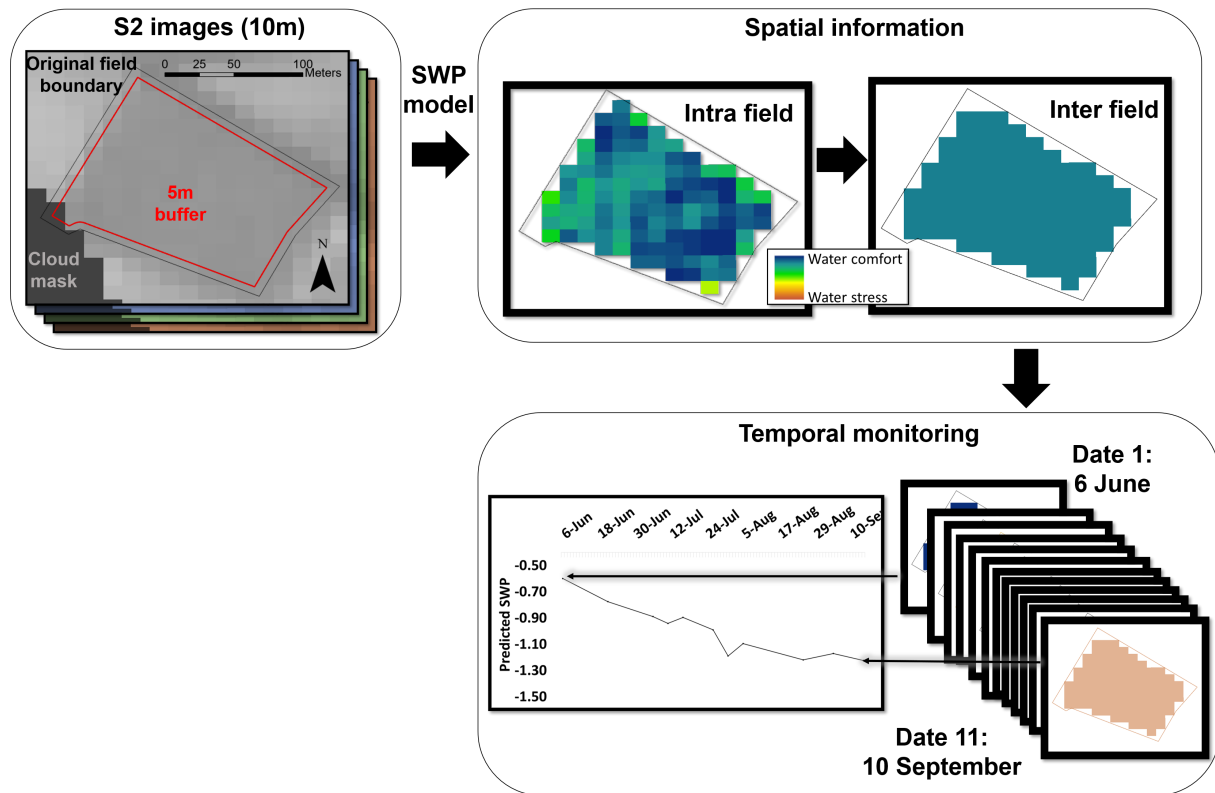 S2 images (10m)
Original field
boundary
0 25 50 100
Meters
5m
buffer
Cloud
mask
N
SWP
model
Spatial information
Intra field
Inter field
Water comfort
Water stress
Temporal monitoring
Date 1:
6 June
6-Jun
18-Jun
30-Jun
12-Jul
24-Jul
5-Aug
17-Aug
29-Aug
10-Se
Predicted SWP
-0.50
-0.70
-0.90
-1.10
-1.30
-1.50
Date 11:
10 September